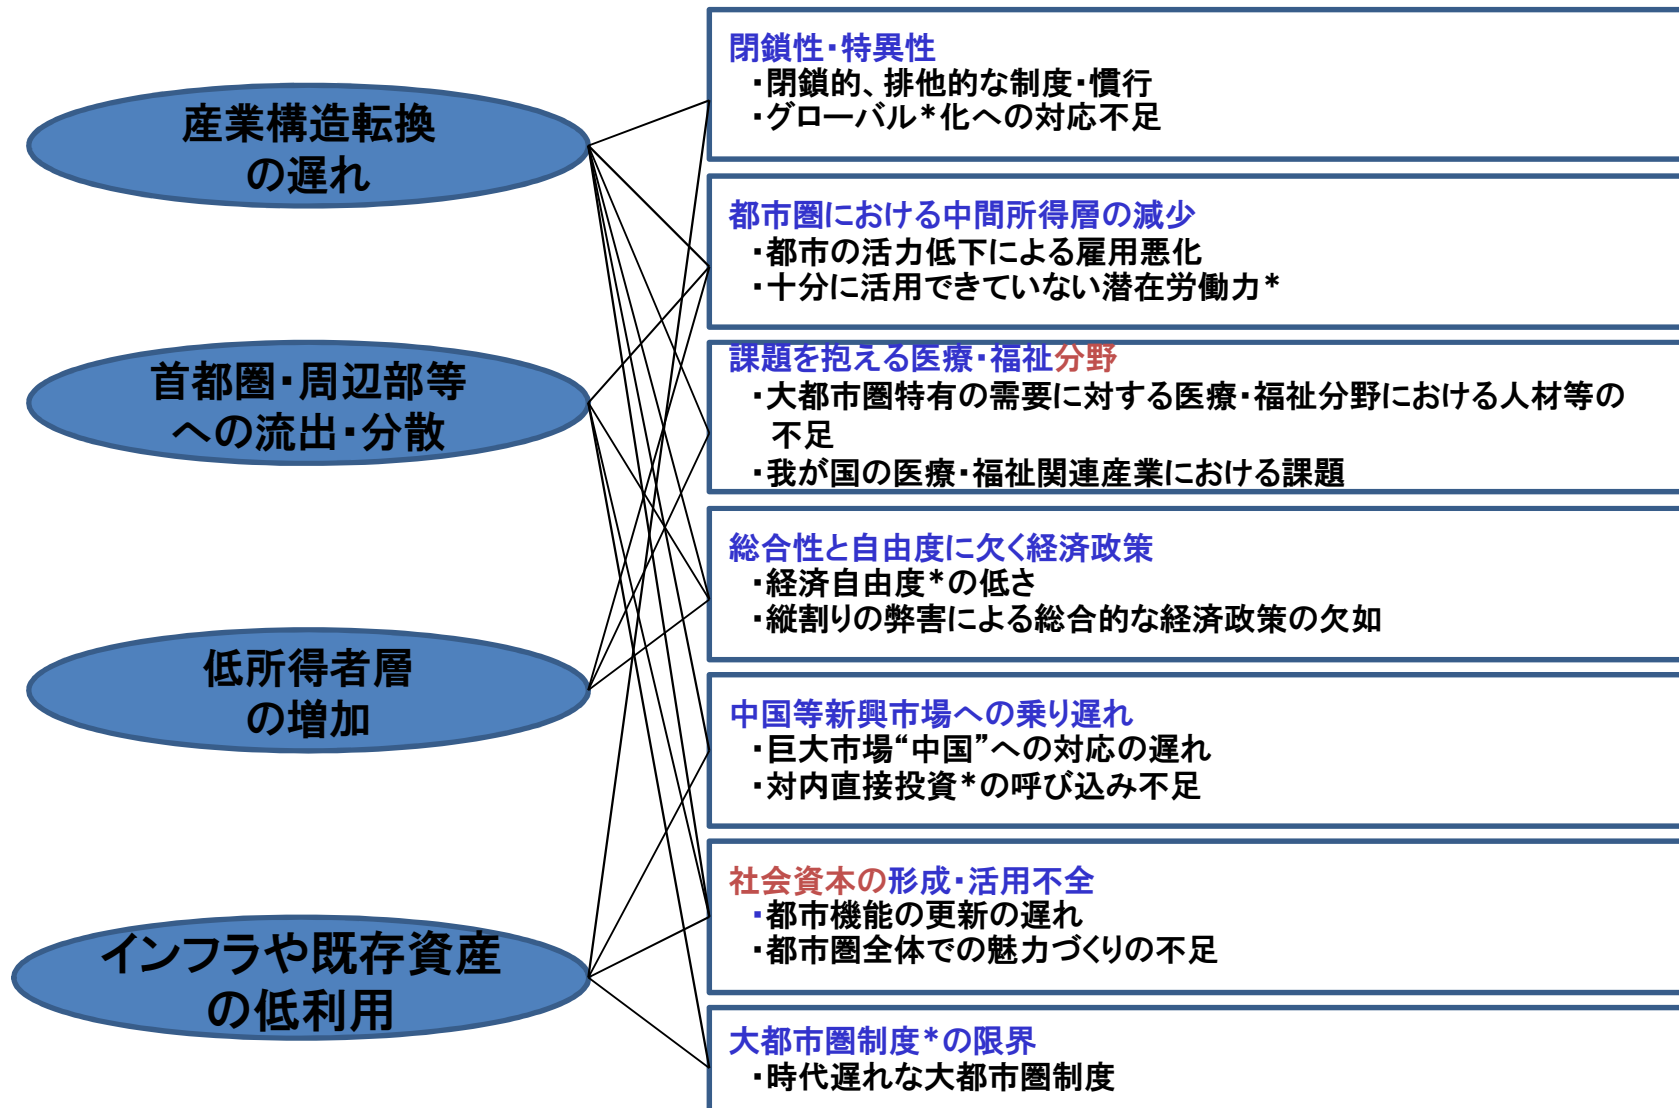 産業構造転換
の遅れ
首都圏・周辺部等
への流出・分散
低所得者層
の増加
インフラや既存資産
の低利用
閉鎖性・特異性
・閉鎖的、排他的な制度・慣行
・グローバル*化への対応不足
都市圏における中間所得層の減少
・都市の活力低下による雇用悪化
・十分に活用できていない潜在労働力*
課題を抱える医療・福祉分野
・大都市圏特有の需要に対する医療・福祉分野における人材等の
不足
・我が国の医療・福祉関連産業における課題
総合性と自由度に欠く経済政策
・経済自由度*の低さ
・縦割りの弊害による総合的な経済政策の欠如
中国等新興市場への乗り遅れ
・巨大市場“中国”への対応の遅れ
・対内直接投資*の呼び込み不足
社会資本の形成・活用不全
・都市機能の更新の遅れ
・都市圏全体での魅力づくりの不足
大都市圏制度*の限界
・時代遅れな大都市圏制度